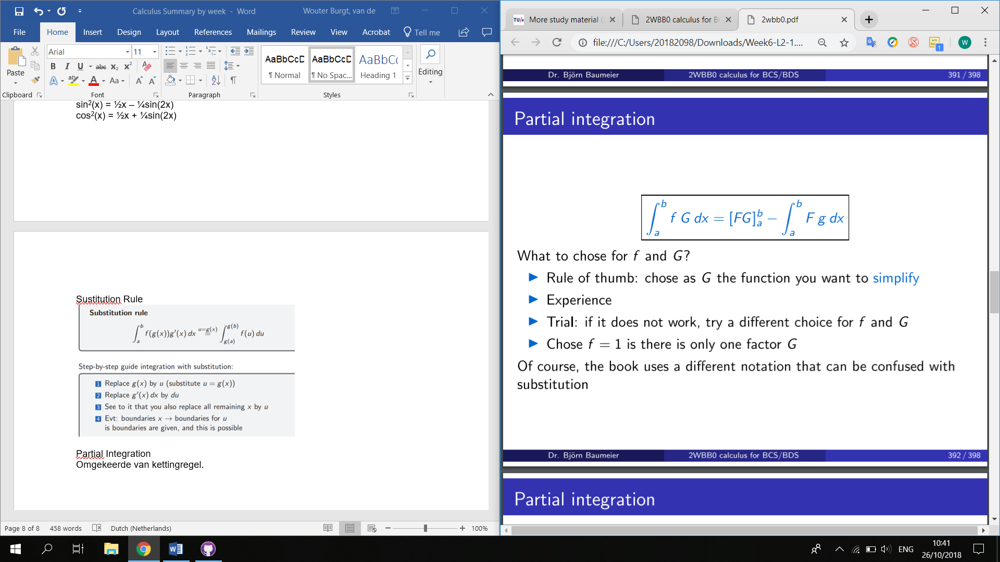 Calculus Summary by week - Word
Wouter Burgt, van de
File Home Insert Design Layout References Mailings Review View Acrobat Tell me
Arial 11
Paste
Clipboard Font Paragraph Styles
AaBbCcD AaBbCcD AaBbCc
¶ Normal ¶ No Spac... Heading 1
Editing
sin²(x) = ½x – ¼sin(2x)
cos²(x) = ½x + ¼sin(2x)
Sustitution Rule
Substitution rule
∫_a^b f(g(x))g′(x) dx =^{u=g(x)} ∫_{g(a)}^{g(b)} f(u) du
Step-by-step guide integration with substitution:
1 Replace g(x) by u (substitute u = g(x))
2 Replace g′(x) dx by du
3 See to it that you also replace all remaining x by u
4 Evt: boundaries x → boundaries for u
is boundaries are given, and this is possible
Partial Integration
Omgekeerde van kettingregel.
Page 8 of 8 458 words Dutch (Netherlands) 100%
TU/e More study material ( 2WBB0 calculus for BC 2wbb0.pdf
file:///C:/Users/20182098/Downloads/Week6-L2-1.... 1 W
Dr. Björn Baumeier 2WBB0 calculus for BCS/BDS 391 / 398
Partial integration
∫_a^b f G dx = [FG]_a^b − ∫_a^b F g dx
What to chose for f and G?
▶ Rule of thumb: chose as G the function you want to simplify
▶ Experience
▶ Trial: if it does not work, try a different choice for f and G
▶ Chose f = 1 is there is only one factor G
Of course, the book uses a different notation that can be confused with
substitution
Dr. Björn Baumeier 2WBB0 calculus for BCS/BDS 392 / 398
Partial integration
ENG
10:41
26/10/2018